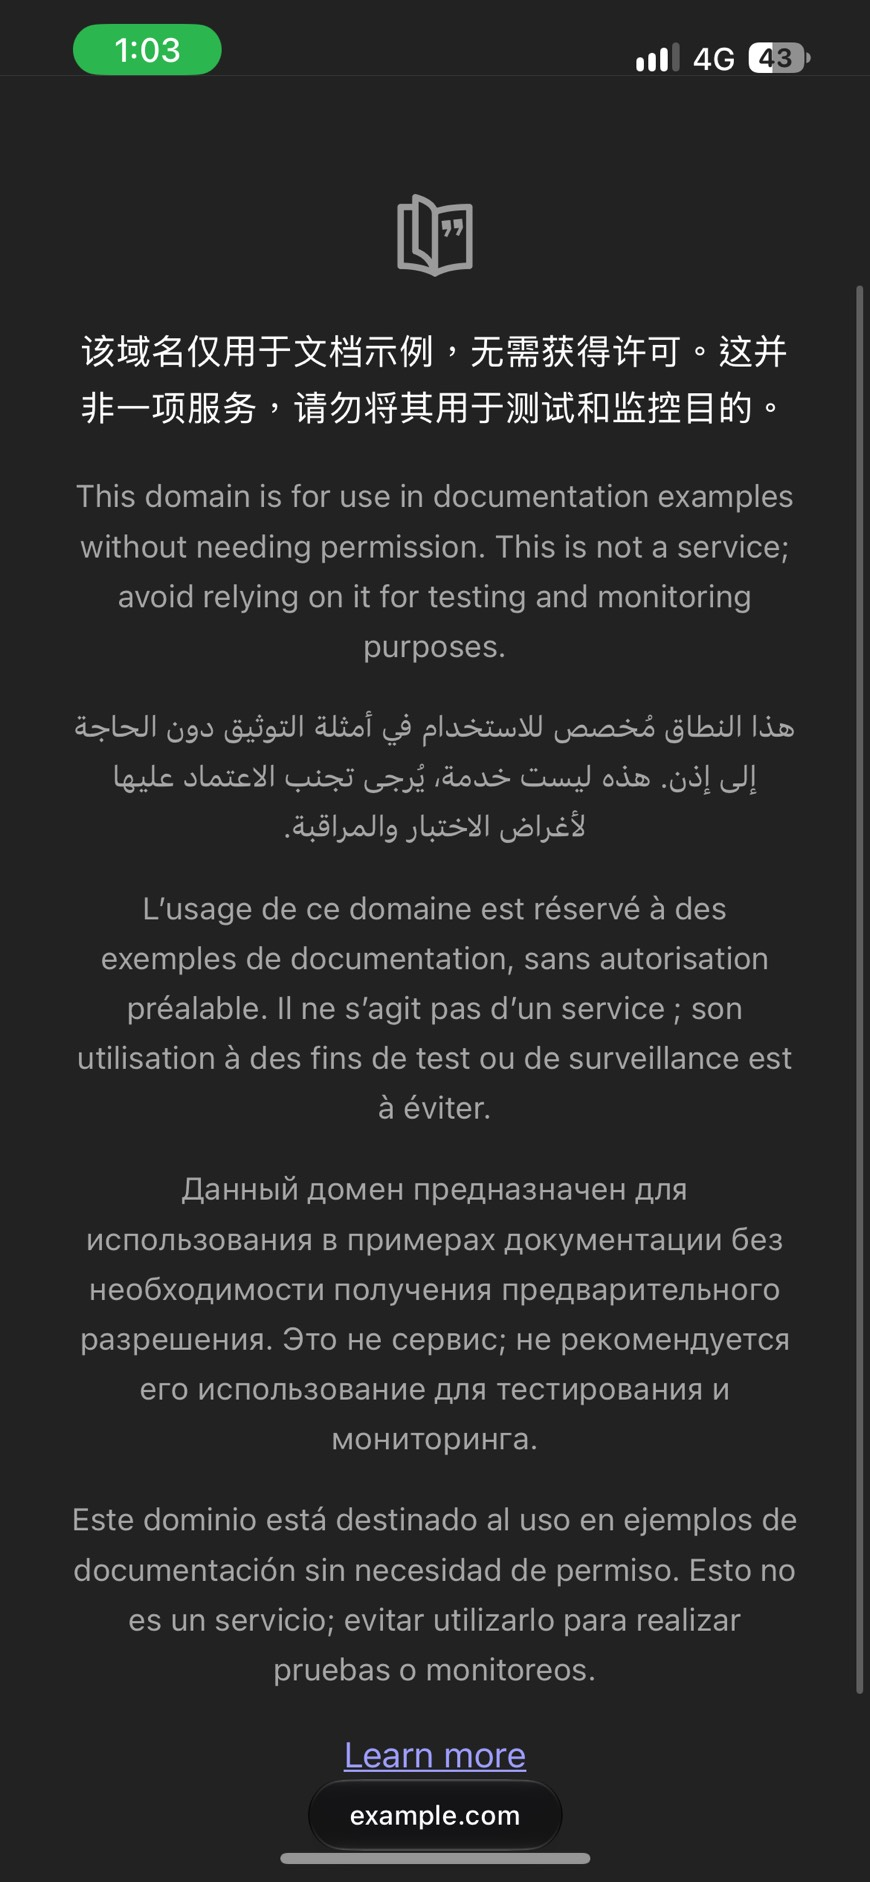 1:03
4G
43
该域名仅用于文档示例，无需获得许可。这并
非一项服务，请勿将其用于测试和监控目的。
This domain is for use in documentation examples
without needing permission. This is not a service;
avoid relying on it for testing and monitoring
purposes.
هذا النطاق مُخصص للاستخدام في أمثلة التوثيق دون الحاجة
إلى إذن. هذه ليست خدمة، يُرجى تجنب الاعتماد عليها
لأغراض الاختبار والمراقبة.
L’usage de ce domaine est réservé à des
exemples de documentation, sans autorisation
préalable. Il ne s’agit pas d’un service ; son
utilisation à des fins de test ou de surveillance est
à éviter.
Данный домен предназначен для
использования в примерах документации без
необходимости получения предварительного
разрешения. Это не сервис; не рекомендуется
его использование для тестирования и
мониторинга.
Este dominio está destinado al uso en ejemplos de
documentación sin necesidad de permiso. Esto no
es un servicio; evitar utilizarlo para realizar
pruebas o monitoreos.
Learn more
example.com